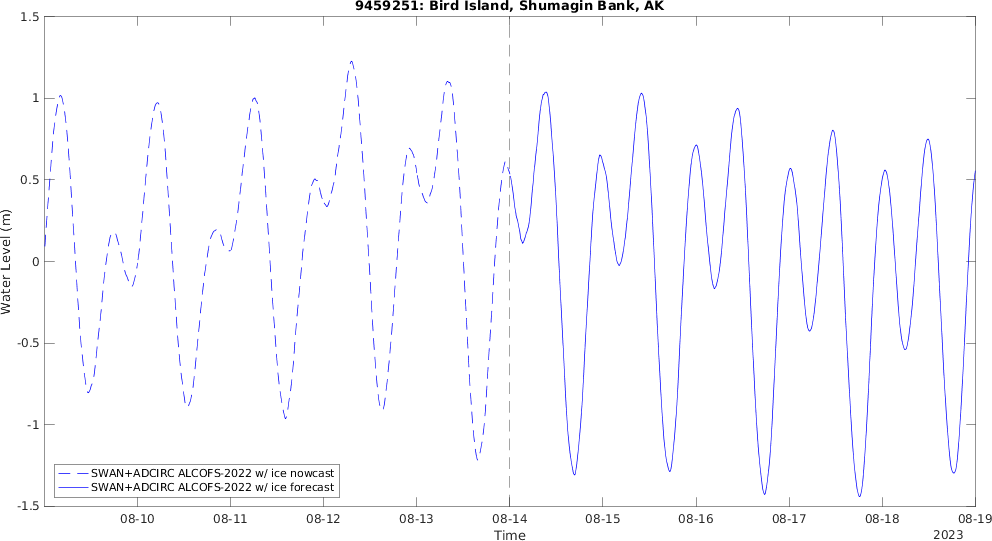 9459251: Bird Island, Shumagin Bank, AK
1.5
1
0.5
0
-0.5
-1
-1.5
Water Level (m)
SWAN+ADCIRC ALCOFS-2022 w/ ice nowcast
SWAN+ADCIRC ALCOFS-2022 w/ ice forecast
08-10 08-11 08-12 08-13 08-14 08-15 08-16 08-17 08-18 08-19
Time
2023